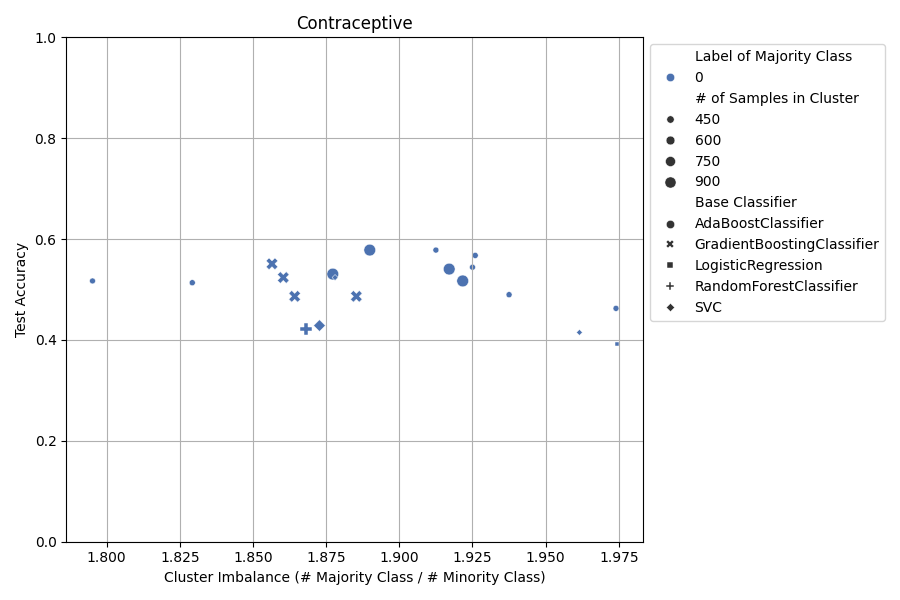 Contraceptive
1.0
0.8
0.6
0.4
0.2
0.0
Test Accuracy
1.800
1.825
1.850
1.875
1.900
1.925
1.950
1.975
Cluster Imbalance (# Majority Class / # Minority Class)
Label of Majority Class
0
# of Samples in Cluster
450
600
750
900
Base Classifier
AdaBoostClassifier
GradientBoostingClassifier
LogisticRegression
RandomForestClassifier
SVC